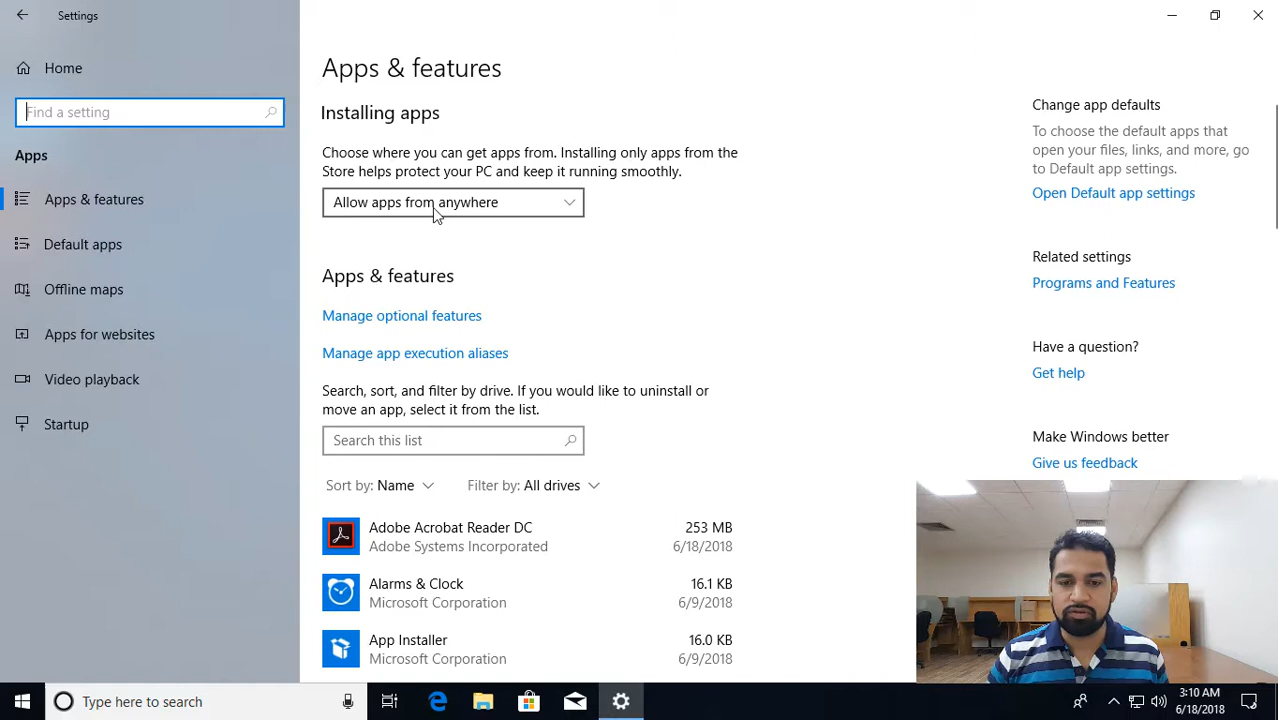 Settings
Home
Find a setting
Apps
Apps & features
Default apps
Offline maps
Apps for websites
Video playback
Startup
Apps & features
Installing apps
Choose where you can get apps from. Installing only apps from the
Store helps protect your PC and keep it running smoothly.
Allow apps from anywhere
Apps & features
Manage optional features
Manage app execution aliases
Search, sort, and filter by drive. If you would like to uninstall or
move an app, select it from the list.
Search this list
Sort by: Name
Filter by: All drives
Adobe Acrobat Reader DC
253 MB
Adobe Systems Incorporated
6/18/2018
Alarms & Clock
16.1 KB
Microsoft Corporation
6/9/2018
App Installer
16.0 KB
Microsoft Corporation
6/9/2018
Change app defaults
To choose the default apps that
open your files, links, and more, go
to Default app settings.
Open Default app settings
Related settings
Programs and Features
Have a question?
Get help
Make Windows better
Give us feedback
Type here to search
3:10 AM
6/18/2018